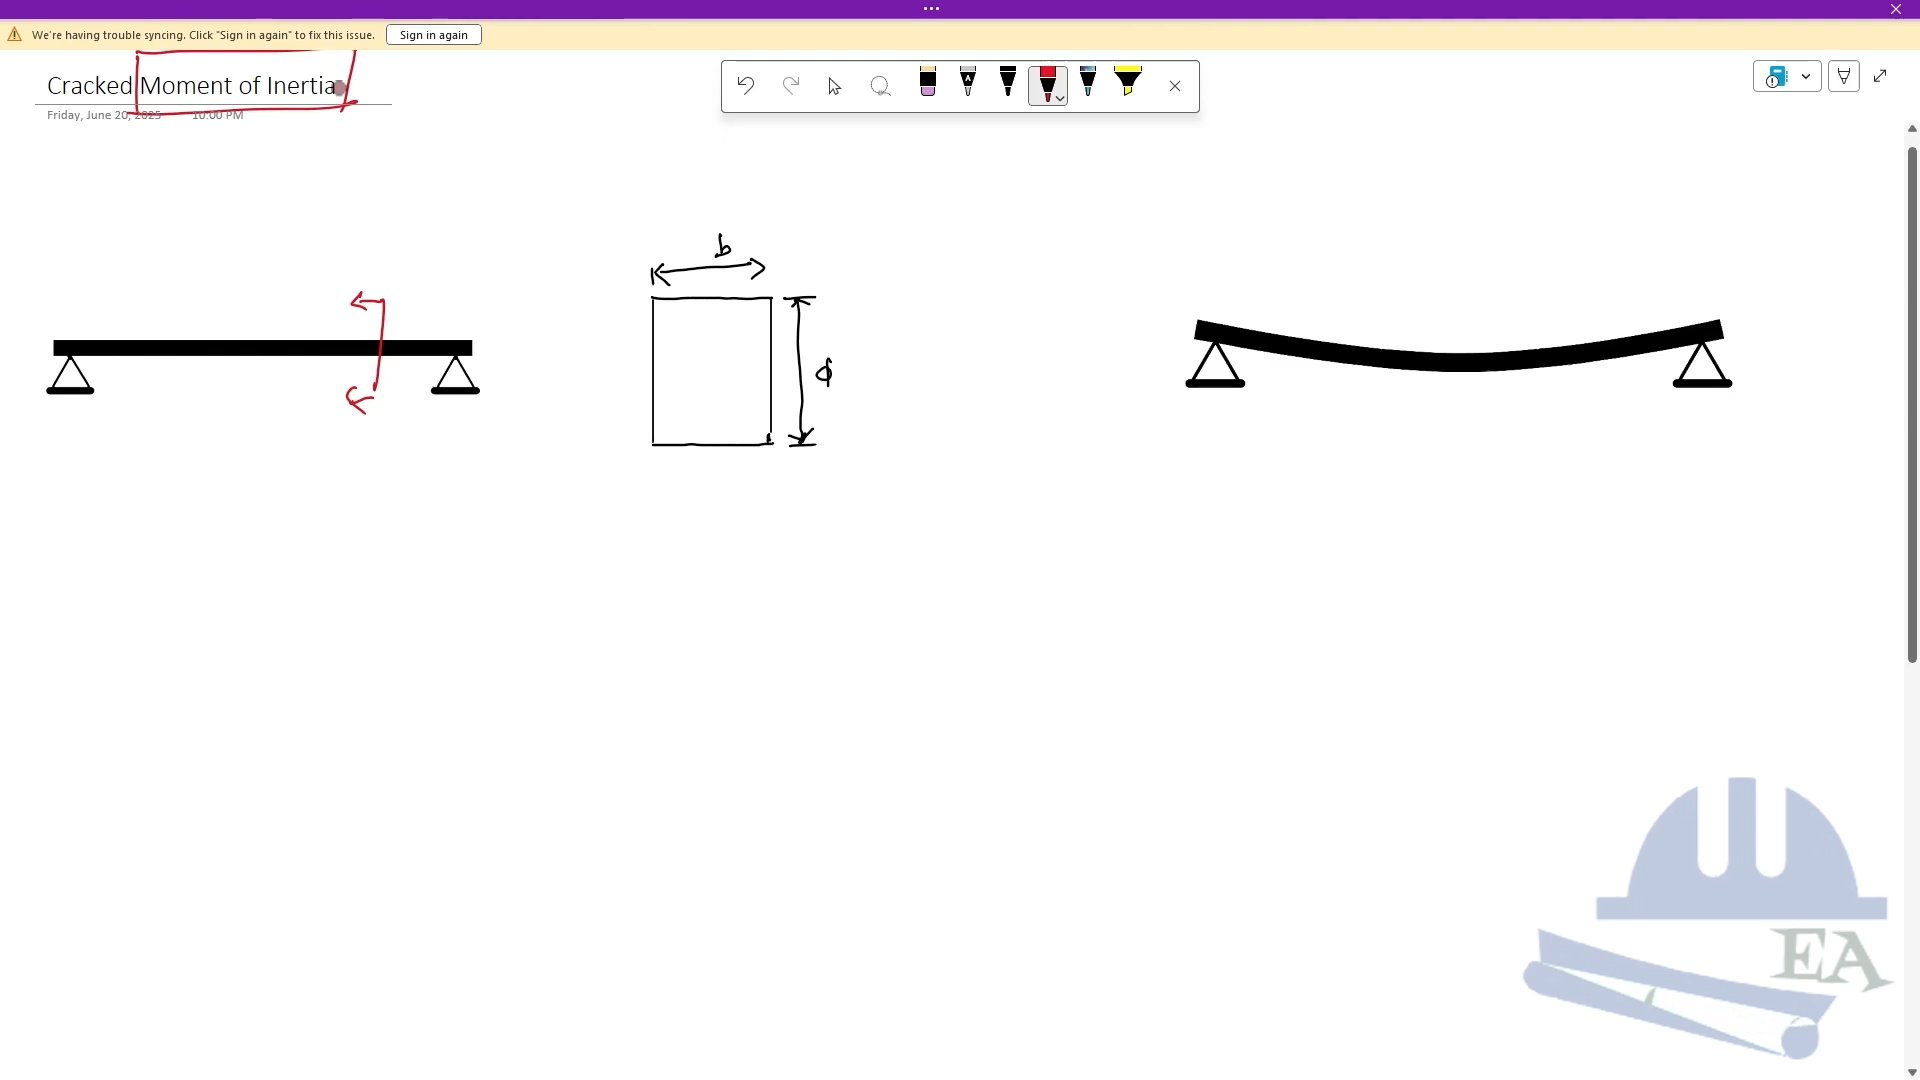 We're having trouble syncing. Click "Sign in again" to fix this issue. Sign in again
Cracked Moment of Inertia
Friday, June 20, 2025 10:00 PM
b
d
EA